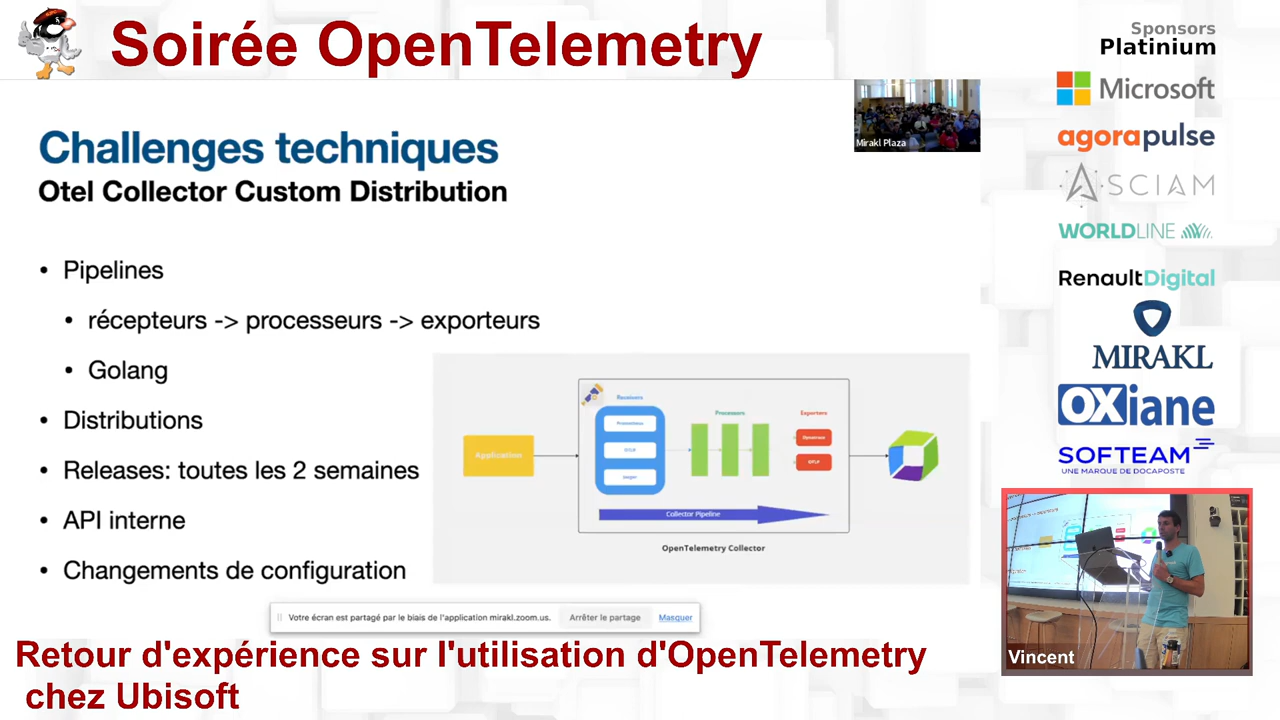 Soirée OpenTelemetry
Sponsors
Platinium
Microsoft
agorapulse
ASCIAM
WORLDLINE
RenaultDigital
MIRAKL
OXiane
SOFTEAM
UNE MARQUE DE DOCAPOSTE
Mirakl Plaza
Challenges techniques
Otel Collector Custom Distribution
• Pipelines
• récepteurs -> processeurs -> exporteurs
• Golang
• Distributions
• Releases: toutes les 2 semaines
• API interne
• Changements de configuration
Application
Receivers
Prometheus
OTLP
Jaeger
Processors
Exporters
OTLP
Collector Pipeline
OpenTelemetry Collector
Votre écran est partagé par le biais de l'application mirakl.zoom.us.
Arrêter le partage
Masquer
Vincent
Retour d'expérience sur l'utilisation d'OpenTelemetry
chez Ubisoft